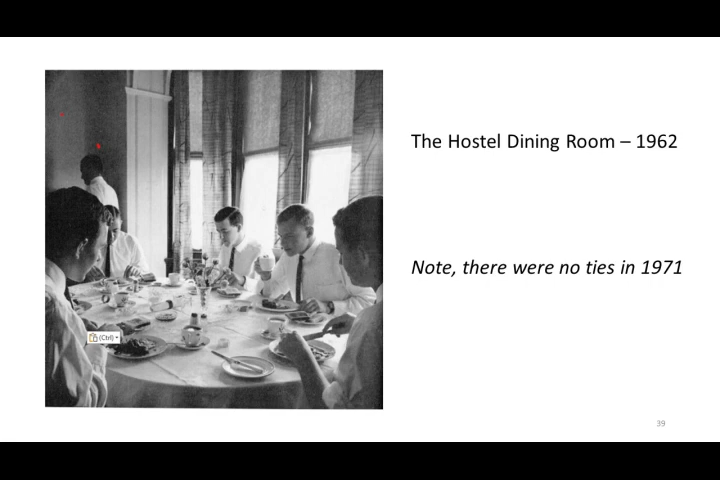 The Hostel Dining Room – 1962
Note, there were no ties in 1971
(Ctrl)
39